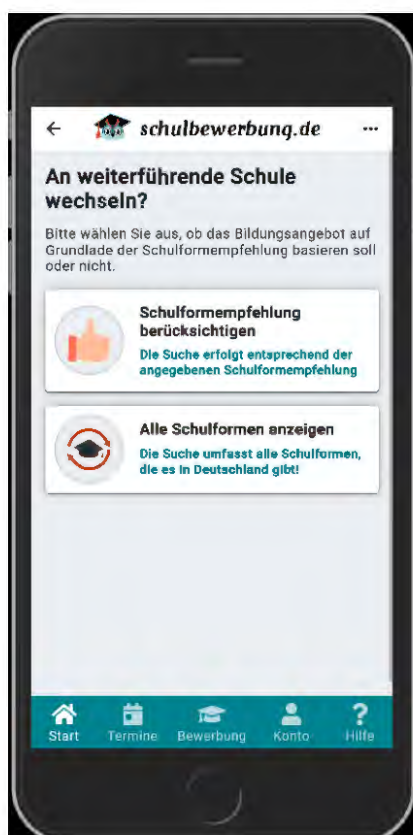 schulbewerbung.de
An weiterführende Schule
wechseln?
Bitte wählen Sie aus, ob das Bildungsangebot auf
Grundlade der Schulformempfehlung basieren soll
oder nicht.
Schulformempfehlung
berücksichtigen
Die Suche erfolgt entsprechend der
angegebenen Schulformempfehlung
Alle Schulformen anzeigen
Die Suche umfasst alle Schulformen,
die es in Deutschland gibt!
Start Termine Bewerbung Konto Hilfe